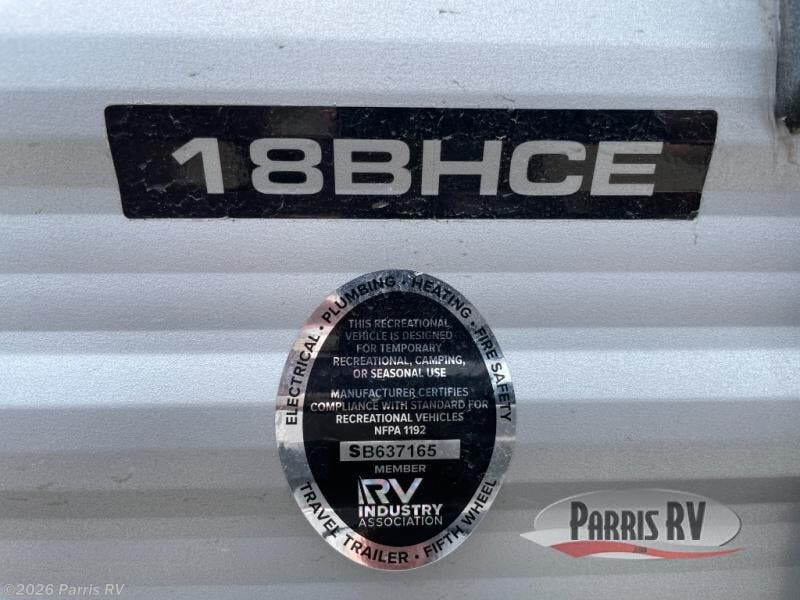 18BHCE
ELECTRICAL • PLUMBING • HEATING • FIRE SAFETY
THIS RECREATIONAL
VEHICLE IS DESIGNED
FOR TEMPORARY
RECREATIONAL, CAMPING,
OR SEASONAL USE
MANUFACTURER CERTIFIES
COMPLIANCE WITH STANDARD FOR
RECREATIONAL VEHICLES
NFPA 1192
SB637165
MEMBER
RV
INDUSTRY
ASSOCIATION
TRAVEL TRAILER • FIFTH WHEEL
PARRIS RV
.com
©2026 Parris RV